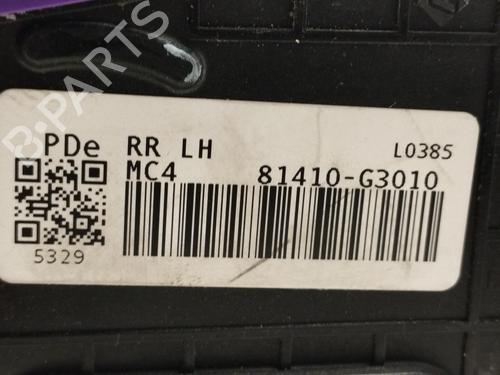 PDe RR LH L0385
MC4 81410-G3010
5329
B-PARTS